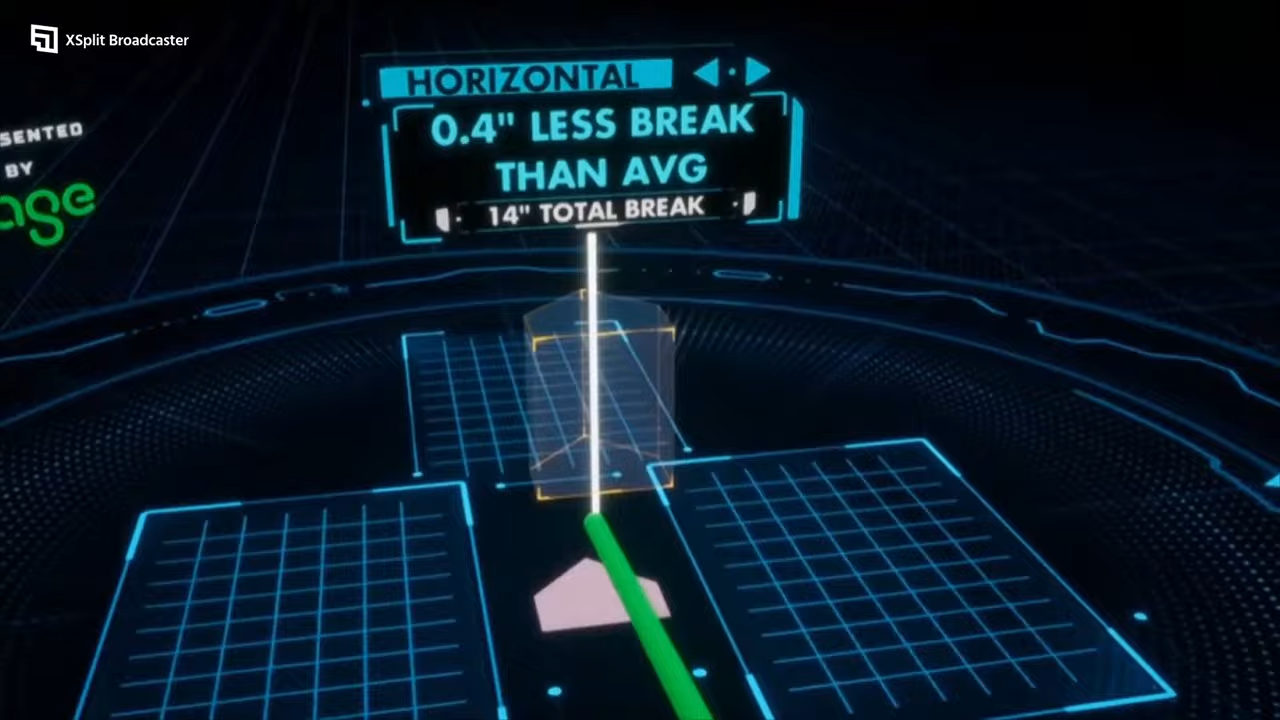 XSplit Broadcaster
HORIZONTAL
0.4" LESS BREAK
THAN AVG
14" TOTAL BREAK
SENTED
BY
age